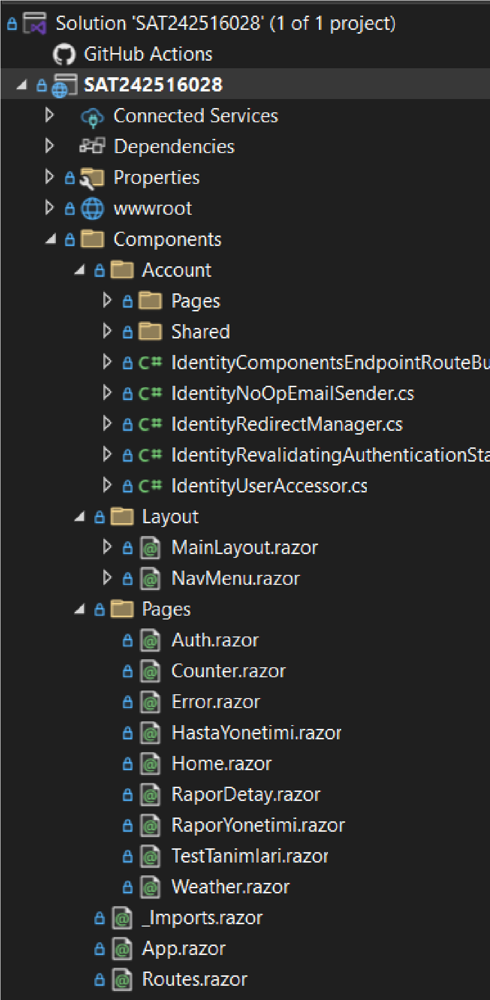 Solution 'SAT242516028' (1 of 1 project)
GitHub Actions
SAT242516028
Connected Services
Dependencies
Properties
wwwroot
Components
Account
Pages
Shared
C# IdentityComponentsEndpointRouteBu
C# IdentityNoOpEmailSender.cs
C# IdentityRedirectManager.cs
C# IdentityRevalidatingAuthenticationSta
C# IdentityUserAccessor.cs
Layout
@ MainLayout.razor
@ NavMenu.razor
Pages
@ Auth.razor
@ Counter.razor
@ Error.razor
@ HastaYonetimi.razor
@ Home.razor
@ RaporDetay.razor
@ RaporYonetimi.razor
@ TestTanimlari.razor
@ Weather.razor
@ _Imports.razor
@ App.razor
@ Routes.razor